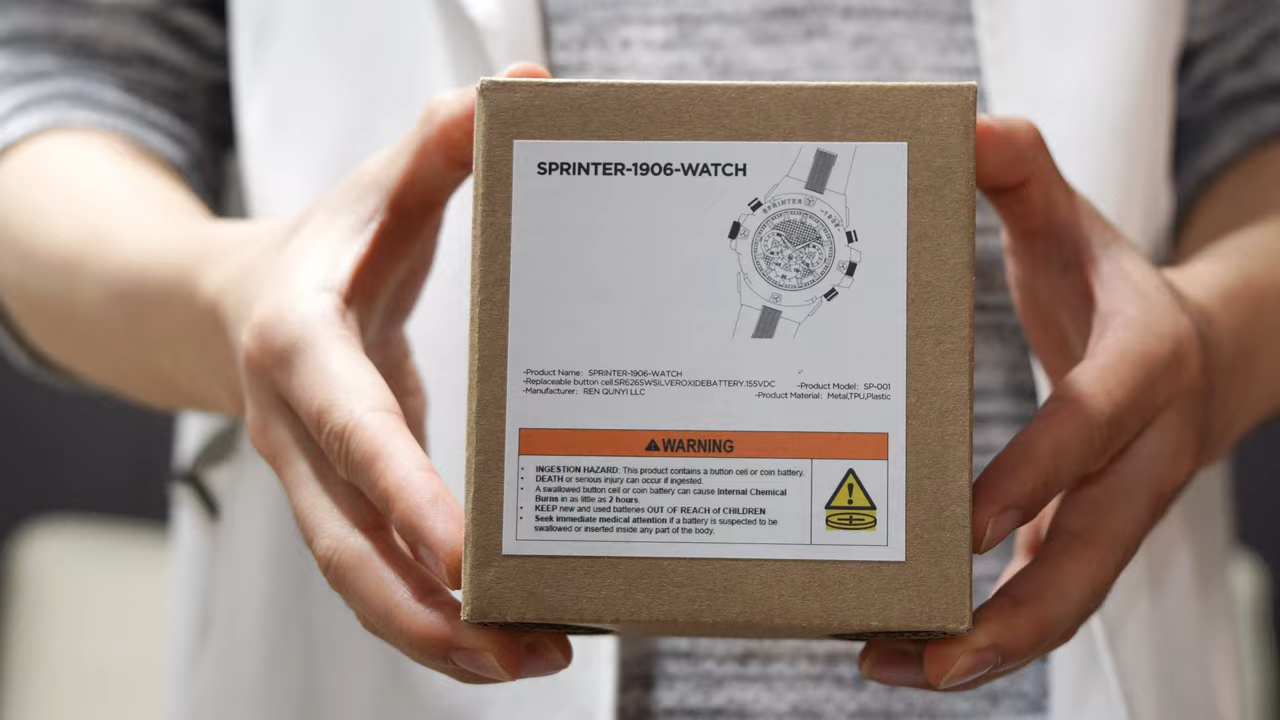 SPRINTER-1906-WATCH
SPRINTER
-1906-
-Product Name: SPRINTER-1906-WATCH
-Replaceable button cell:SR626SWSILVEROXIDEBATTERY.155VDC -Product Model: SP-001
-Manufacturer: REN QUNYI LLC -Product Material: Metal,TPU,Plastic
WARNING
• INGESTION HAZARD: This product contains a button cell or coin battery.
• DEATH or serious injury can occur if ingested.
• A swallowed button cell or coin battery can cause Internal Chemical
Burns in as little as 2 hours.
• KEEP new and used batteries OUT OF REACH of CHILDREN
• Seek immediate medical attention if a battery is suspected to be
swallowed or inserted inside any part of the body.